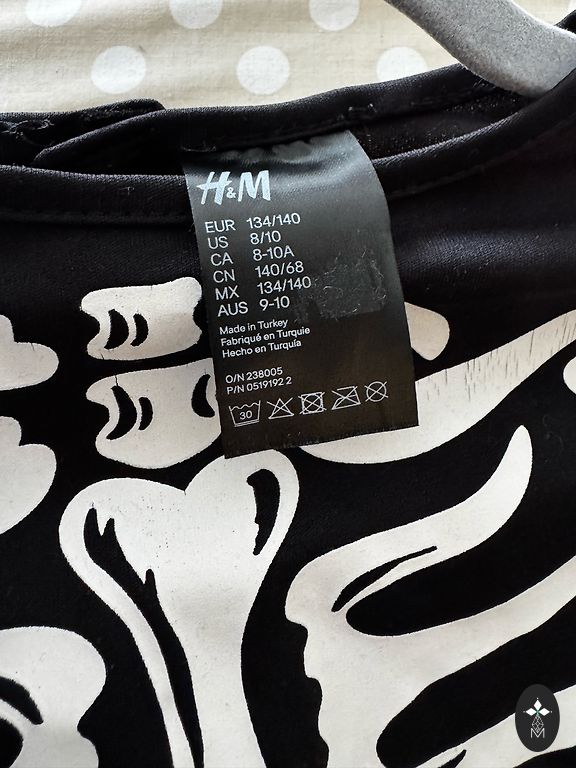 H&M
EUR 134/140
US 8/10
CA 8-10A
CN 140/68
MX 134/140
AUS 9-10
Made in Turkey
Fabriqué en Turquie
Hecho en Turquía
O/N 238005
P/N 0519192 2
30